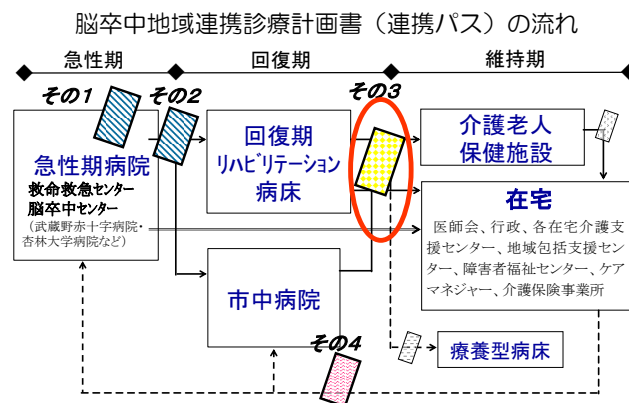 脳卒中地域連携診療計画書（連携パス）の流れ
急性期
回復期
維持期
その1
その2
その3
急性期病院
救命救急センター
脳卒中センター
（武蔵野赤十字病院・
杏林大学病院など）
回復期
リハビリテーション
病床
介護老人
保健施設
在宅
医師会、行政、各在宅介護支
援センター、地域包括支援セン
ター、障害者福祉センター、ケア
マネジャー、介護保険事業所
市中病院
その4
療養型病床